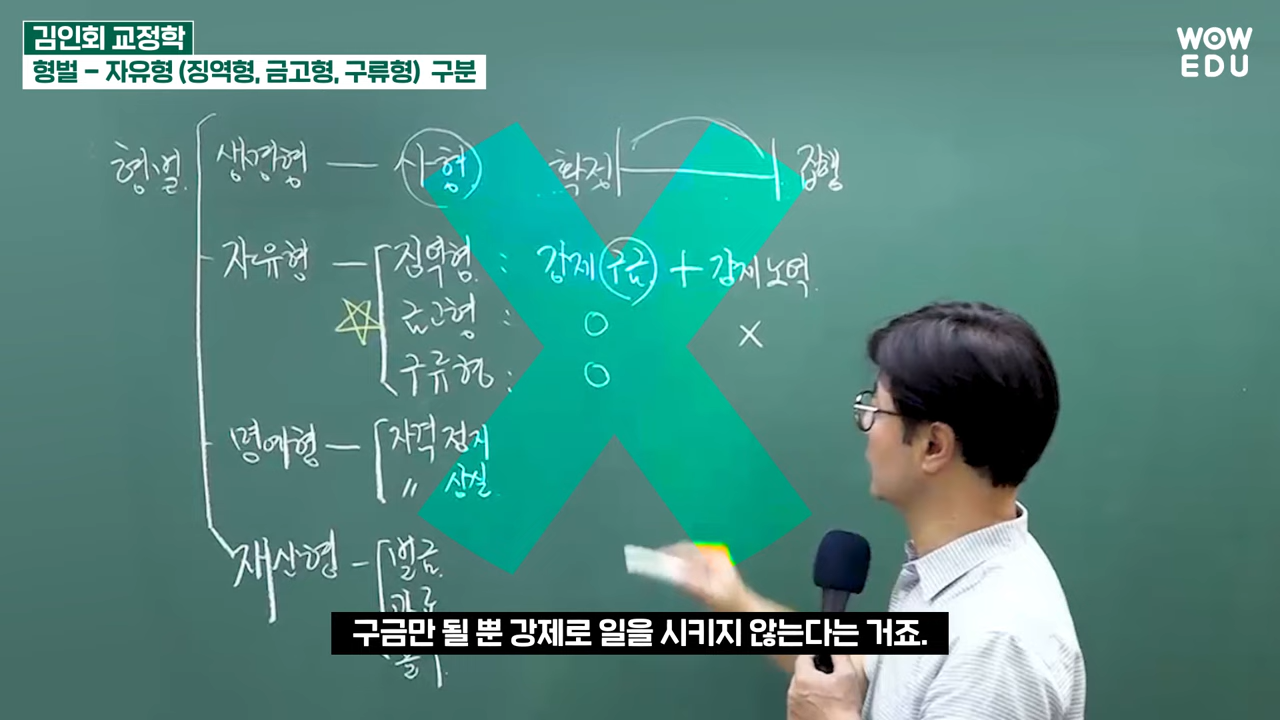 김인회 교정학
형벌 – 자유형 (징역형, 금고형, 구류형) 구분
WOW
EDU
형벌
생명형 — 사형 확정 집행
자유형 — 징역형 : 강제 구금 + 강제노역
금고형 : ○ ×
구류형 : ○
명예형 — 자격 정지
〃 상실
재산형 — 벌금
과료
구금만 될 뿐 강제로 일을 시키지 않는다는 거죠.